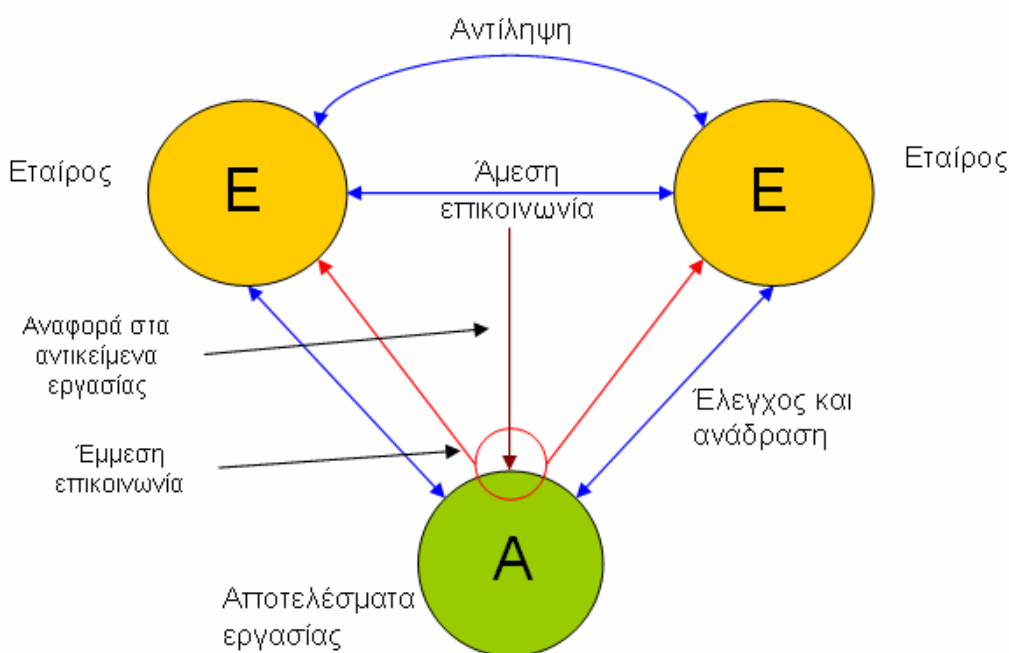 Αντίληψη
Εταίρος
Ε
Άμεση
επικοινωνία
Ε
Εταίρος
Αναφορά στα
αντικείμενα
εργασίας
Έμμεση
επικοινωνία
Έλεγχος και
ανάδραση
Α
Αποτελέσματα
εργασίας